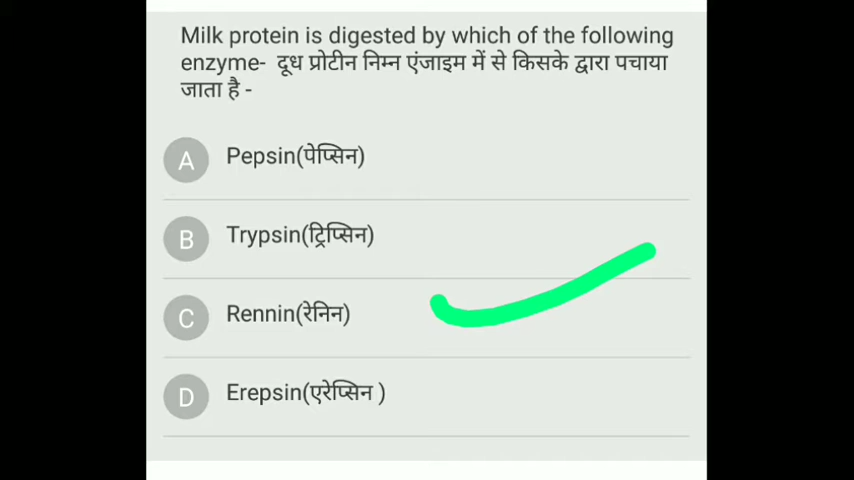 Milk protein is digested by which of the following
enzyme- दूध प्रोटीन निम्न एंजाइम में से किसके द्वारा पचाया
जाता है -
A Pepsin(पेप्सिन)
B Trypsin(ट्रिप्सिन)
C Rennin(रेनिन)
D Erepsin(एरेप्सिन )